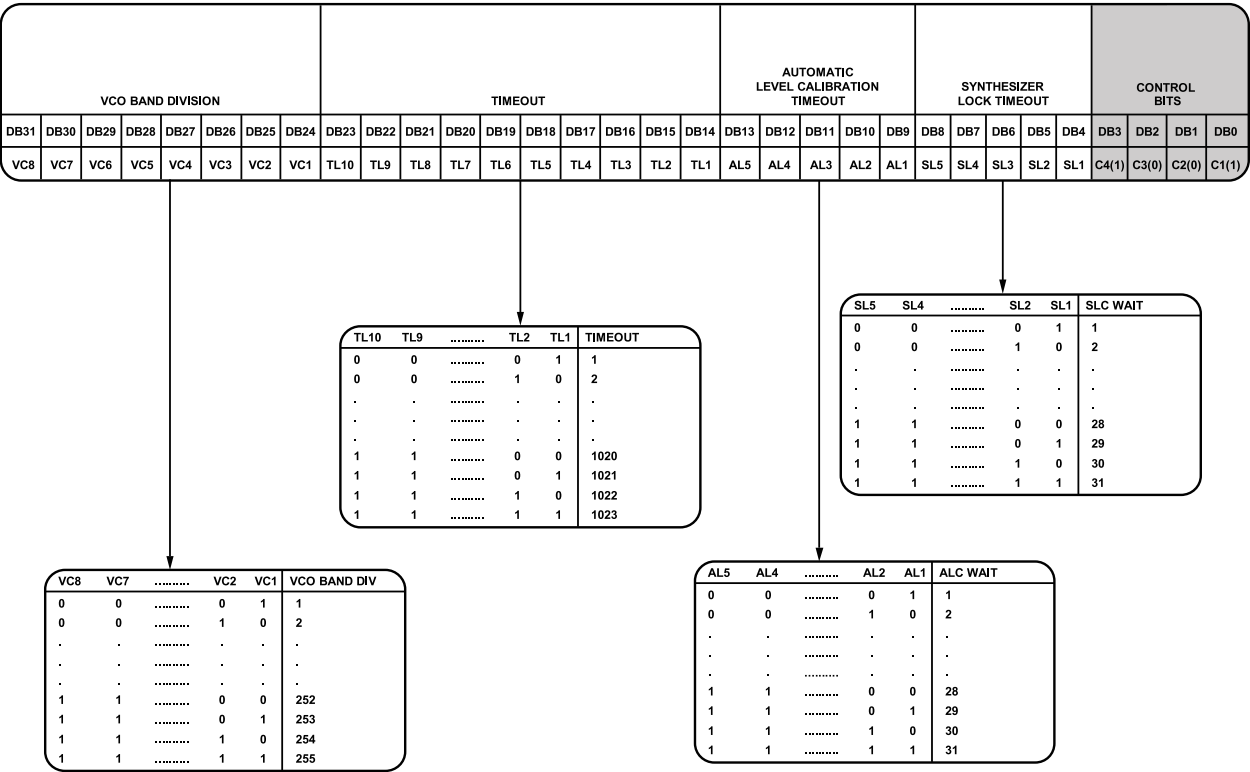 VCO BAND DIVISION
TIMEOUT
AUTOMATIC
LEVEL CALIBRATION
TIMEOUT
SYNTHESIZER
LOCK TIMEOUT
CONTROL
BITS
DB31 DB30 DB29 DB28 DB27 DB26 DB25 DB24 DB23 DB22 DB21 DB20 DB19 DB18 DB17 DB16 DB15 DB14 DB13 DB12 DB11 DB10 DB9 DB8 DB7 DB6 DB5 DB4 DB3 DB2 DB1 DB0
VC8 VC7 VC6 VC5 VC4 VC3 VC2 VC1 TL10 TL9 TL8 TL7 TL6 TL5 TL4 TL3 TL2 TL1 AL5 AL4 AL3 AL2 AL1 SL5 SL4 SL3 SL2 SL1 C4(1) C3(0) C2(0) C1(1)
SL5 SL4 .......... SL2 SL1 SLC WAIT
0 0 .......... 0 1 1
0 0 .......... 1 0 2
. . .......... . . .
. . .......... . . .
. . .......... . . .
1 1 .......... 0 0 28
1 1 .......... 0 1 29
1 1 .......... 1 0 30
1 1 .......... 1 1 31
TL10 TL9 .......... TL2 TL1 TIMEOUT
0 0 .......... 0 1 1
0 0 .......... 1 0 2
. . .......... . . .
. . .......... . . .
. . .......... . . .
1 1 .......... 0 0 1020
1 1 .......... 0 1 1021
1 1 .......... 1 0 1022
1 1 .......... 1 1 1023
VC8 VC7 .......... VC2 VC1 VCO BAND DIV
0 0 .......... 0 1 1
0 0 .......... 1 0 2
. . .......... . . .
. . .......... . . .
. . .......... . . .
1 1 .......... 0 0 252
1 1 .......... 0 1 253
1 1 .......... 1 0 254
1 1 .......... 1 1 255
AL5 AL4 .......... AL2 AL1 ALC WAIT
0 0 .......... 0 1 1
0 0 .......... 1 0 2
. . .......... . . .
. . .......... . . .
. . .......... . . .
1 1 .......... 0 0 28
1 1 .......... 0 1 29
1 1 .......... 1 0 30
1 1 .......... 1 1 31